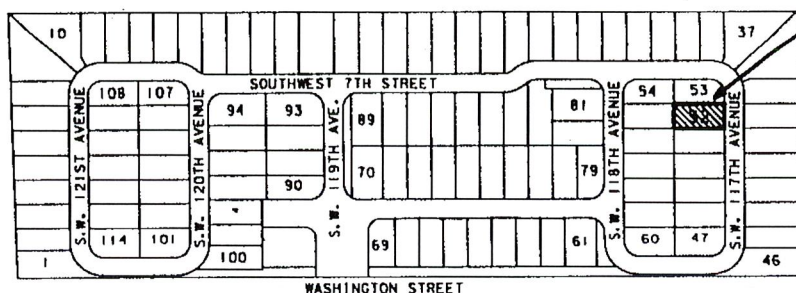 10
37
SOUTHWEST 7TH STREET
108 107
94 93
89
81
54 53
70
79
90
4
114 101
100
69
61
60 47
1
46
S.W. 121ST AVENUE
S.W. 120TH AVENUE
S.W. 119TH AVE.
S.W. 118TH AVENUE
S.W. 117TH AVENUE
WASHINGTON STREET